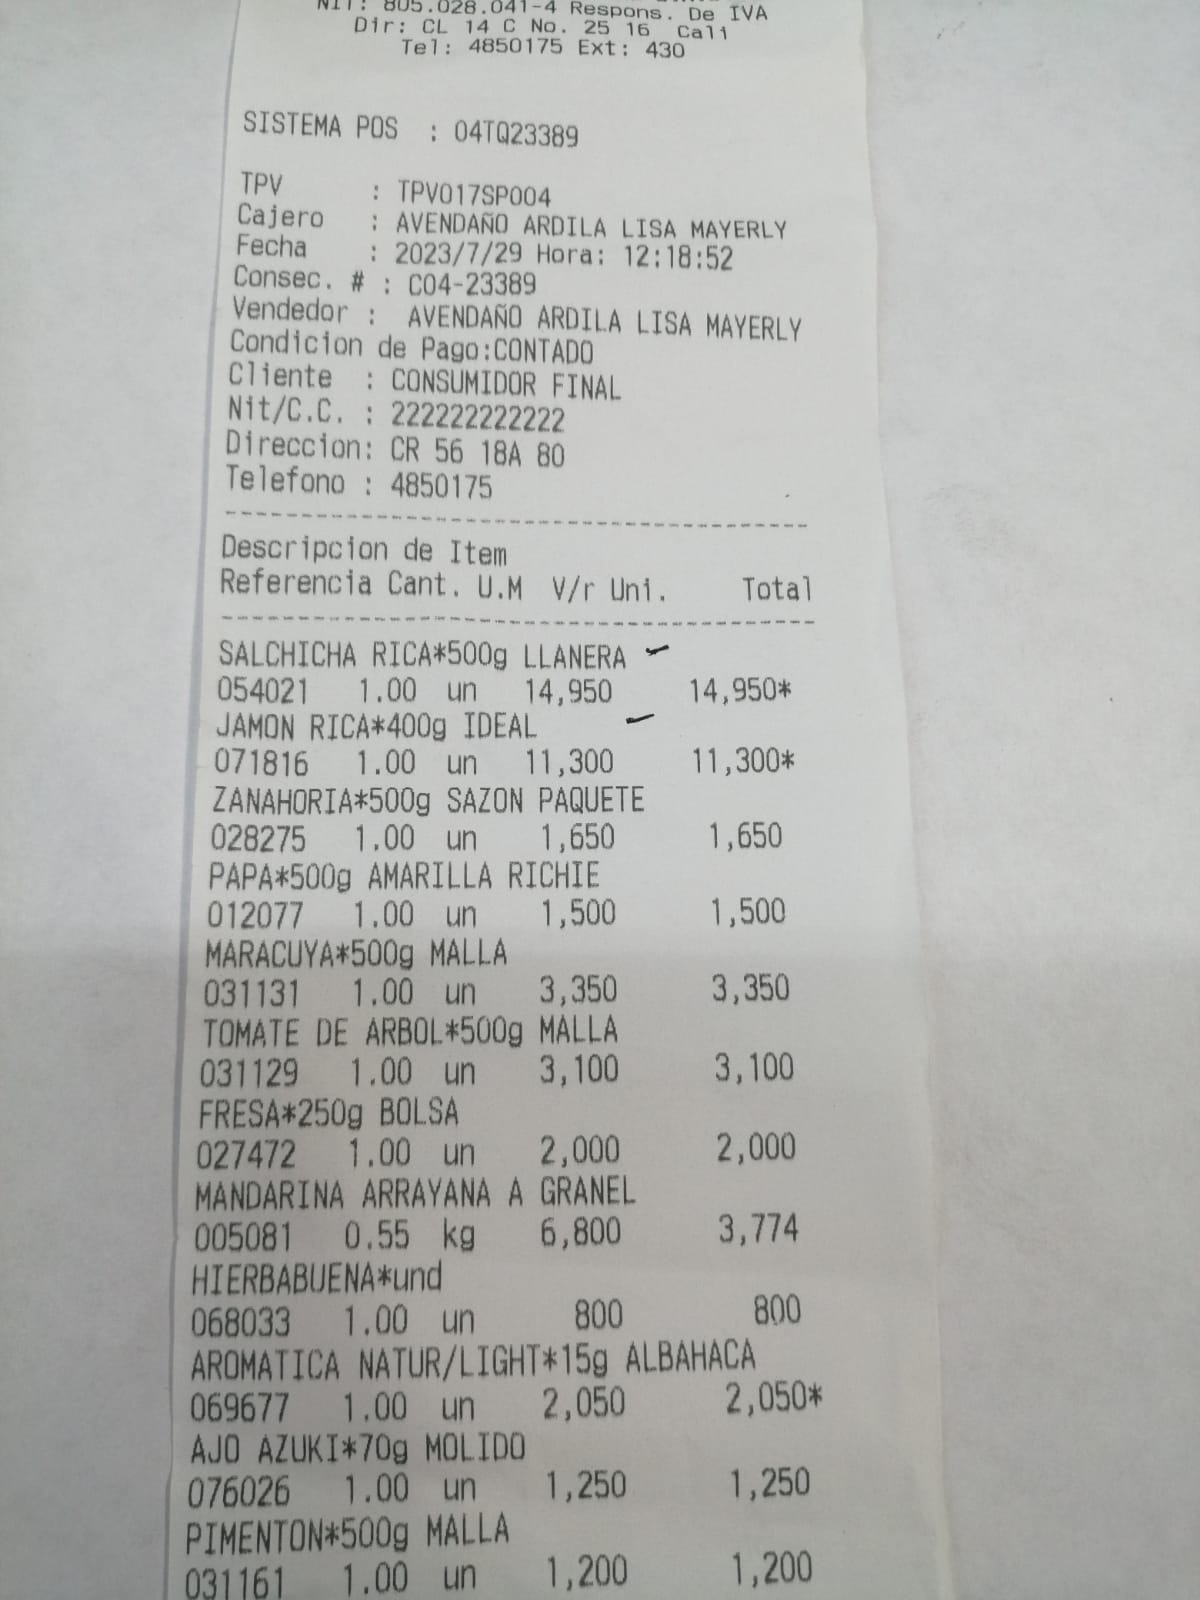 NIT: 805.028.041-4 Respons. De IVA
Dir: CL 14 C No. 25 16 Cali
Tel: 4850175 Ext: 430
SISTEMA POS : 04TQ23389
TPV : TPV017SP004
Cajero : AVENDAÑO ARDILA LISA MAYERLY
Fecha : 2023/7/29 Hora: 12:18:52
Consec. # : C04-23389
Vendedor : AVENDAÑO ARDILA LISA MAYERLY
Condicion de Pago:CONTADO
Cliente : CONSUMIDOR FINAL
Nit/C.C. : 222222222222
Direccion: CR 56 18A 80
Telefono : 4850175
Descripcion de Item
Referencia Cant. U.M V/r Uni. Total
SALCHICHA RICA*500g LLANERA
054021 1.00 un 14,950 14,950*
JAMON RICA*400g IDEAL
071816 1.00 un 11,300 11,300*
ZANAHORIA*500g SAZON PAQUETE
028275 1.00 un 1,650 1,650
PAPA*500g AMARILLA RICHIE
012077 1.00 un 1,500 1,500
MARACUYA*500g MALLA
031131 1.00 un 3,350 3,350
TOMATE DE ARBOL*500g MALLA
031129 1.00 un 3,100 3,100
FRESA*250g BOLSA
027472 1.00 un 2,000 2,000
MANDARINA ARRAYANA A GRANEL
005081 0.55 kg 6,800 3,774
HIERBABUENA*und
068033 1.00 un 800 800
AROMATICA NATUR/LIGHT*15g ALBAHACA
069677 1.00 un 2,050 2,050*
AJO AZUKI*70g MOLIDO
076026 1.00 un 1,250 1,250
PIMENTON*500g MALLA
031161 1.00 un 1,200 1,200